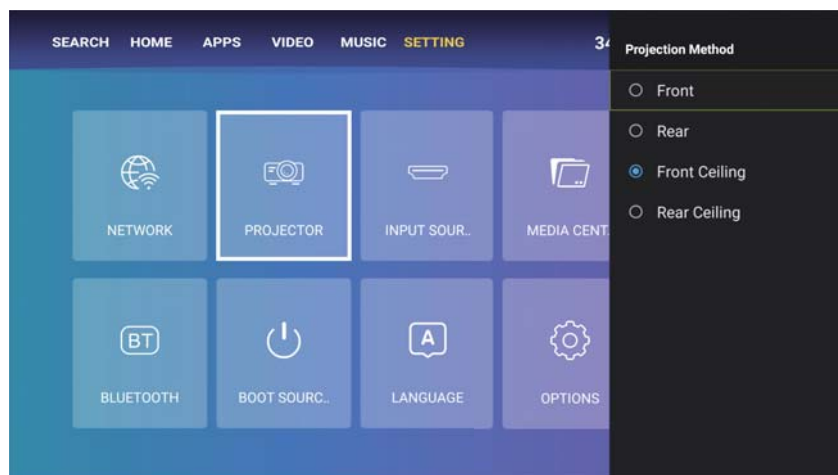 SEARCH HOME APPS VIDEO MUSIC SETTING 34
Projection Method
Front
Rear
Front Ceiling
Rear Ceiling
NETWORK PROJECTOR INPUT SOUR.. MEDIA CENT.
BT A
BLUETOOTH BOOT SOURC.. LANGUAGE OPTIONS